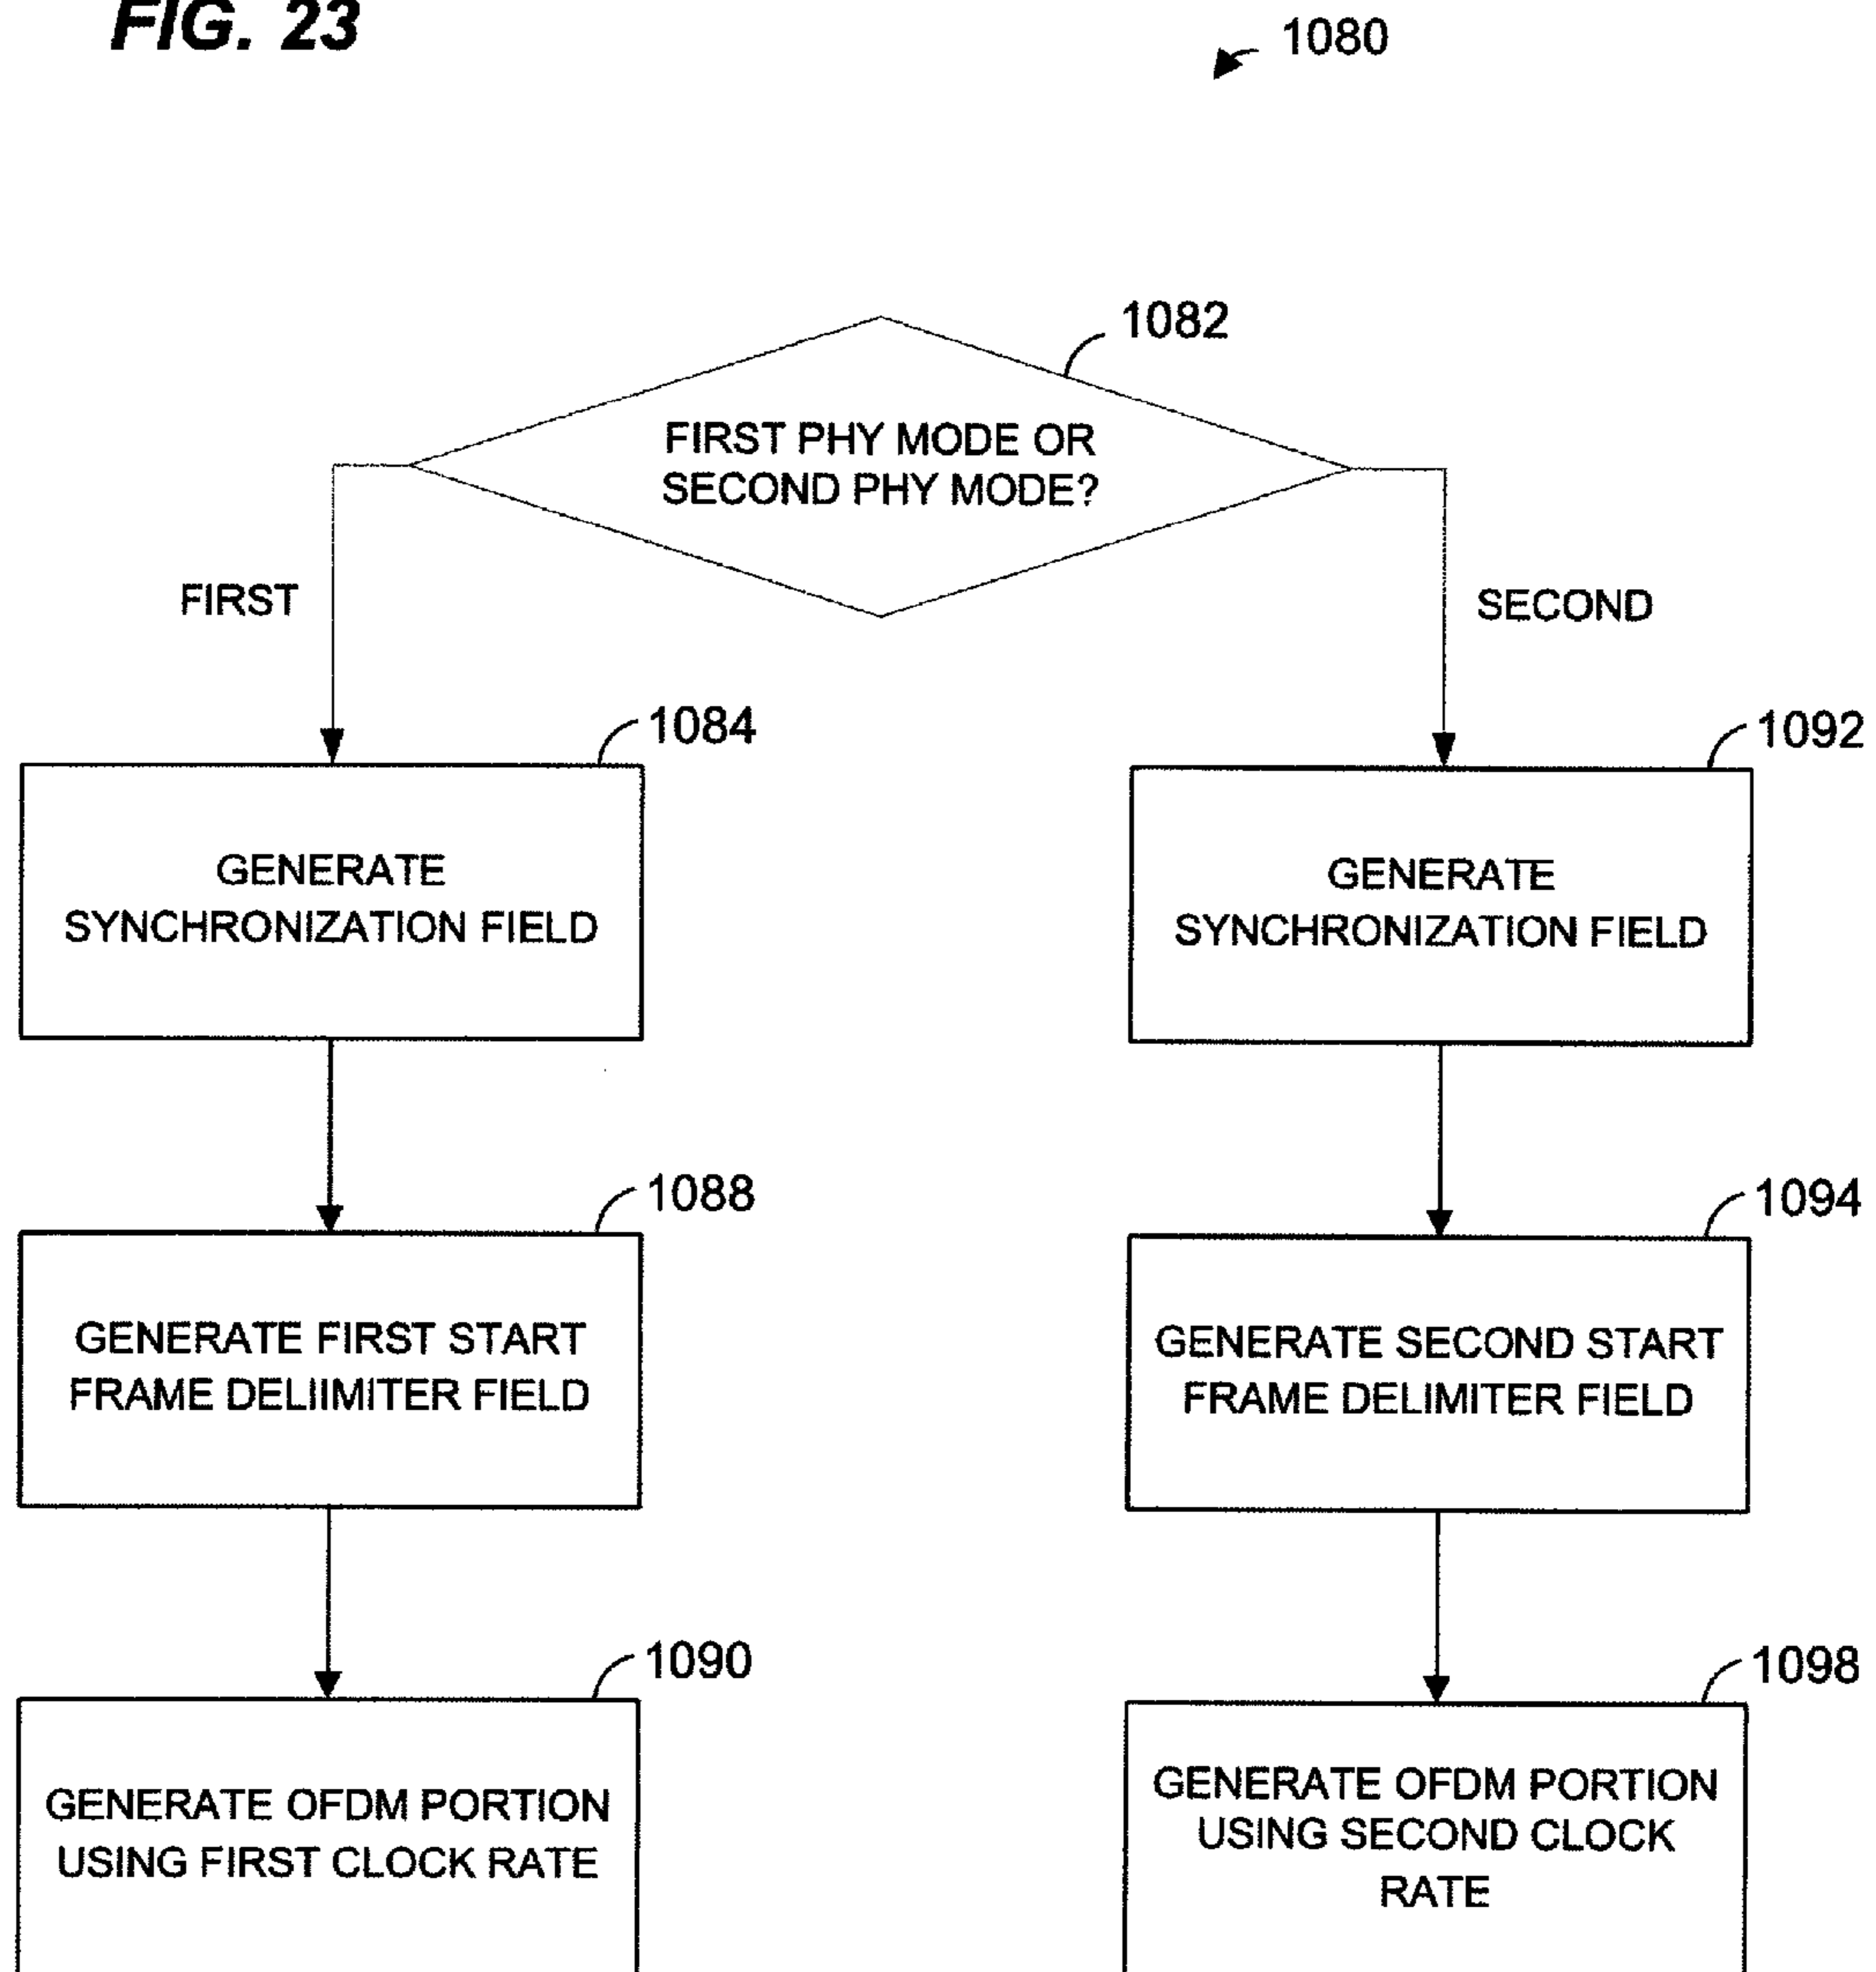 FIG. 23
1080
1082
FIRST PHY MODE OR
SECOND PHY MODE?
FIRST
SECOND
1084
GENERATE
SYNCHRONIZATION FIELD
1092
GENERATE
SYNCHRONIZATION FIELD
1088
GENERATE FIRST START
FRAME DELIIMITER FIELD
1094
GENERATE SECOND START
FRAME DELIMITER FIELD
1090
GENERATE OFDM PORTION
USING FIRST CLOCK RATE
1098
GENERATE OFDM PORTION
USING SECOND CLOCK
RATE